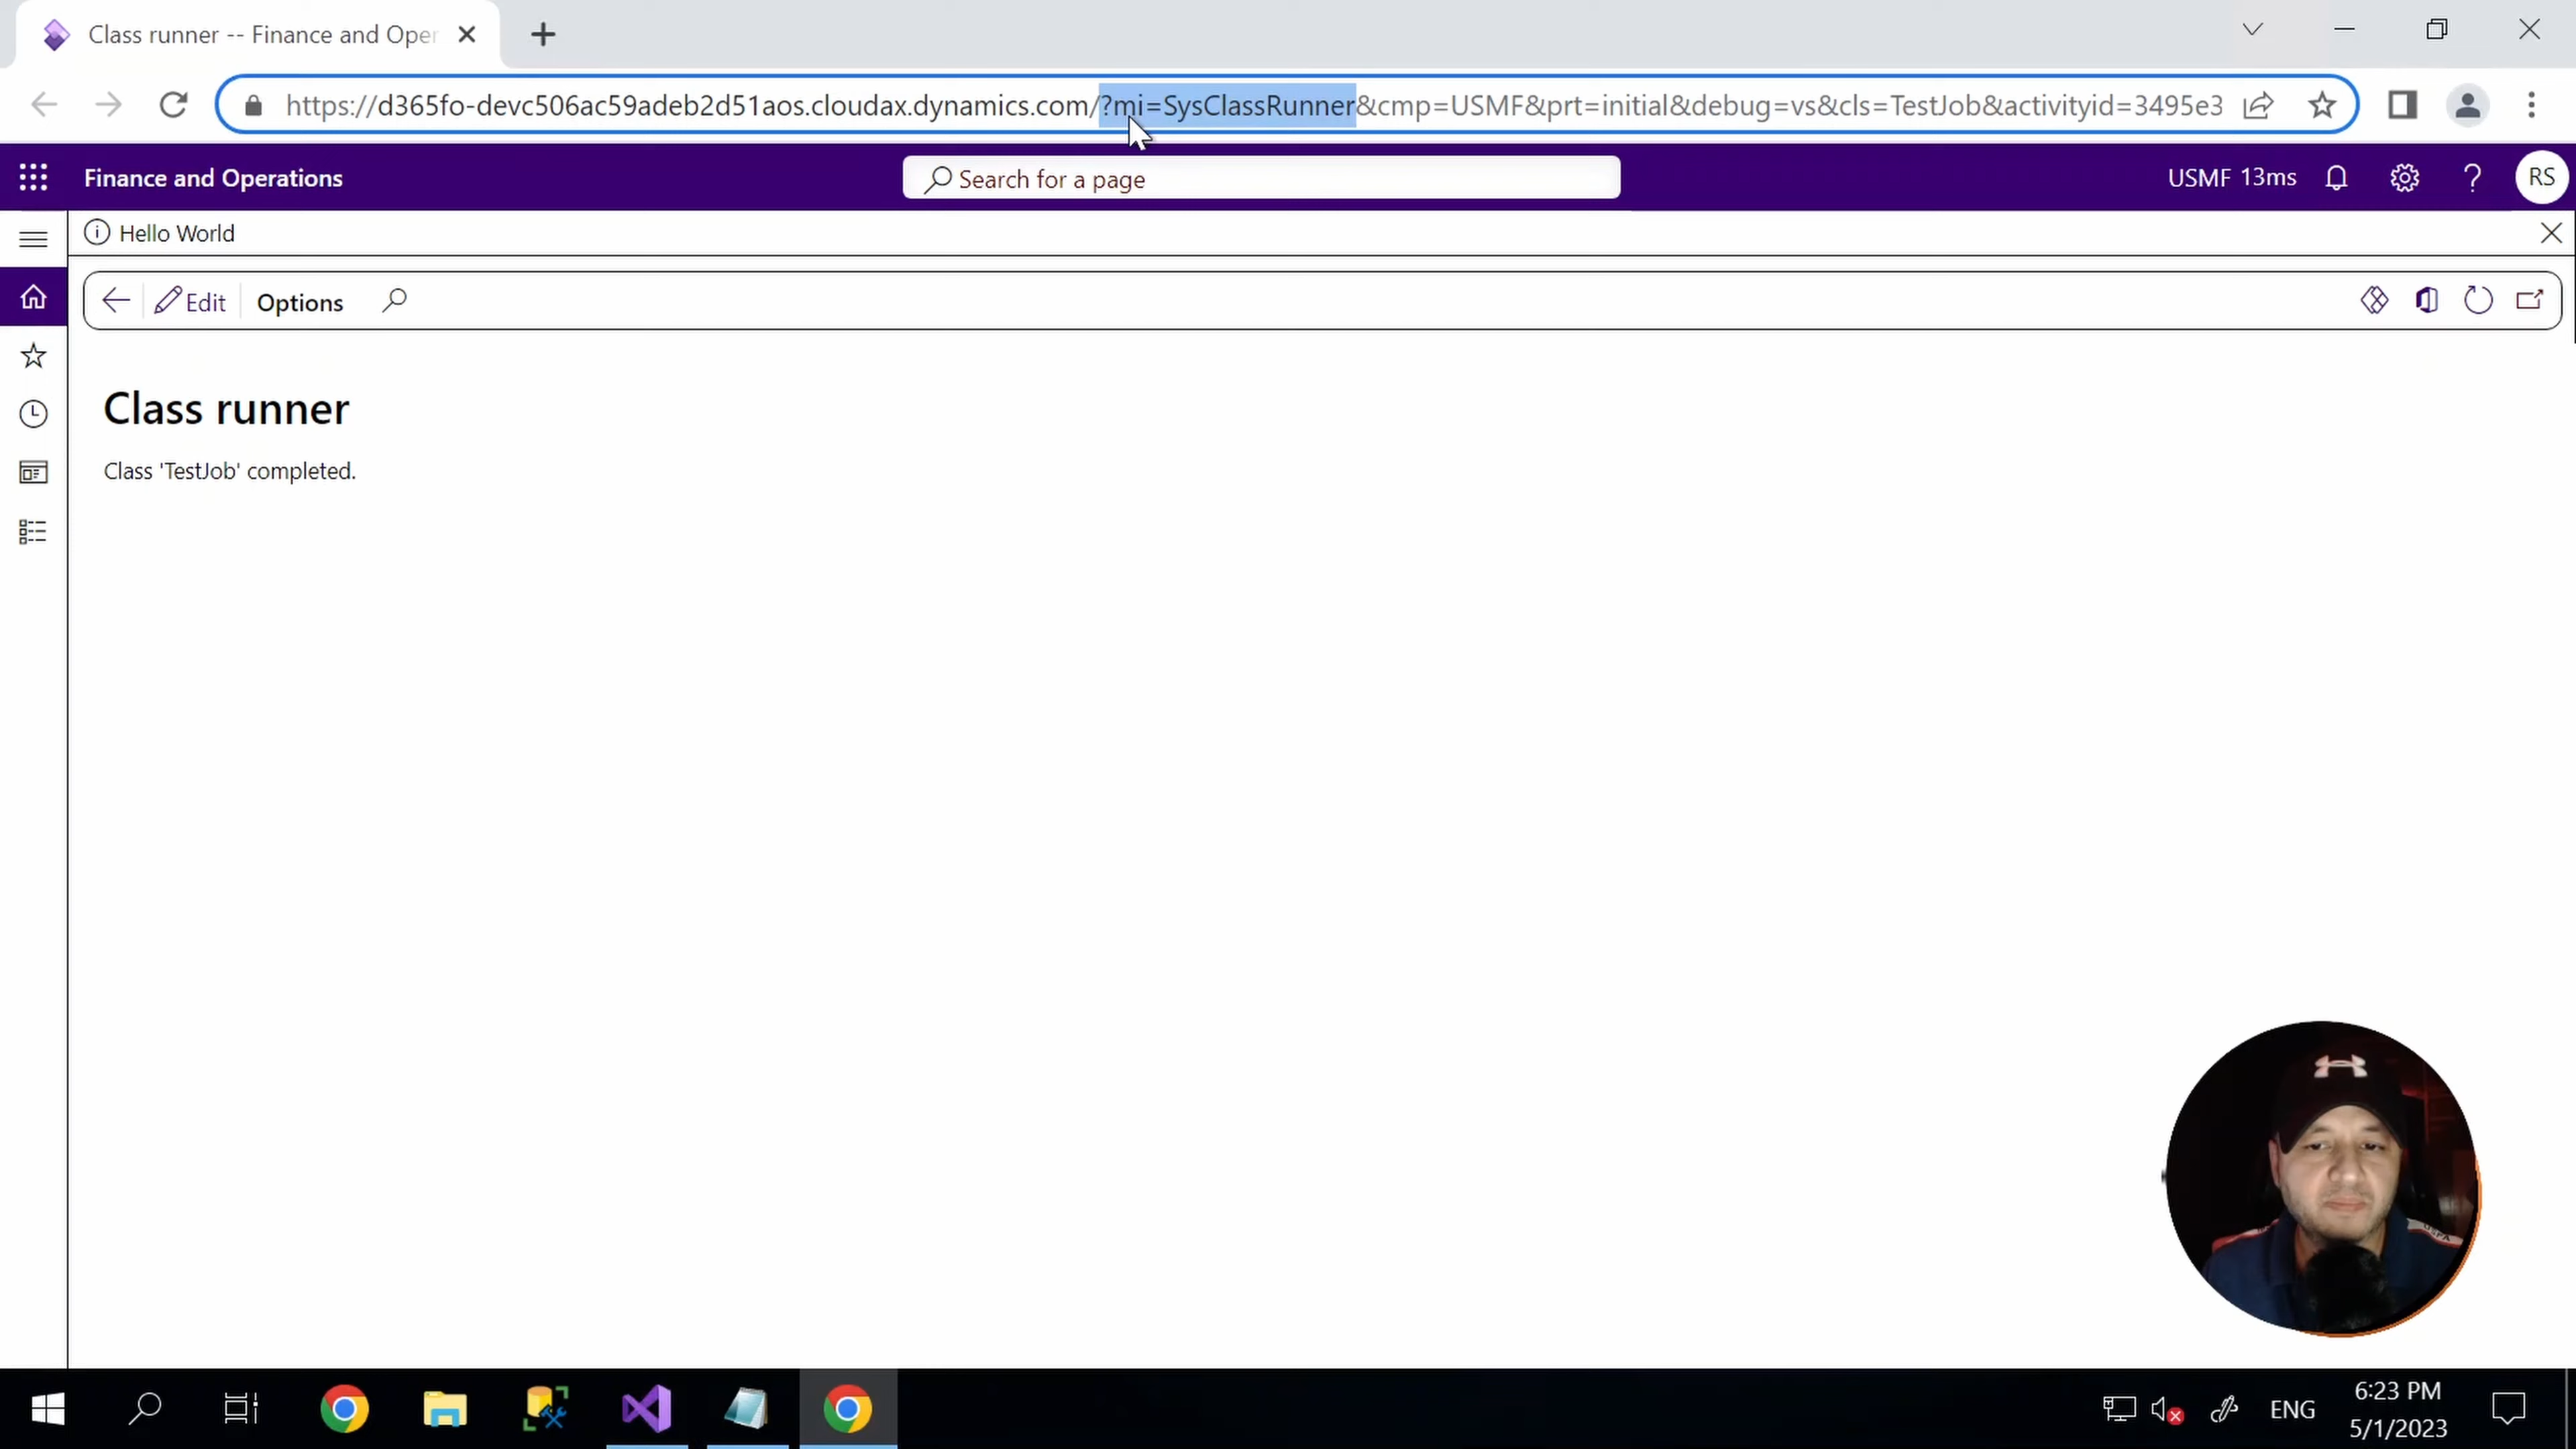 Class runner -- Finance and Oper
https://d365fo-devc506ac59adeb2d51aos.cloudax.dynamics.com/?mi=SysClassRunner&cmp=USMF&prt=initial&debug=vs&cls=TestJob&activityid=3495e3
Finance and Operations
Search for a page
USMF 13ms
?
RS
Hello World
Edit
Options
Class runner
Class 'TestJob' completed.
ENG
6:23 PM
5/1/2023